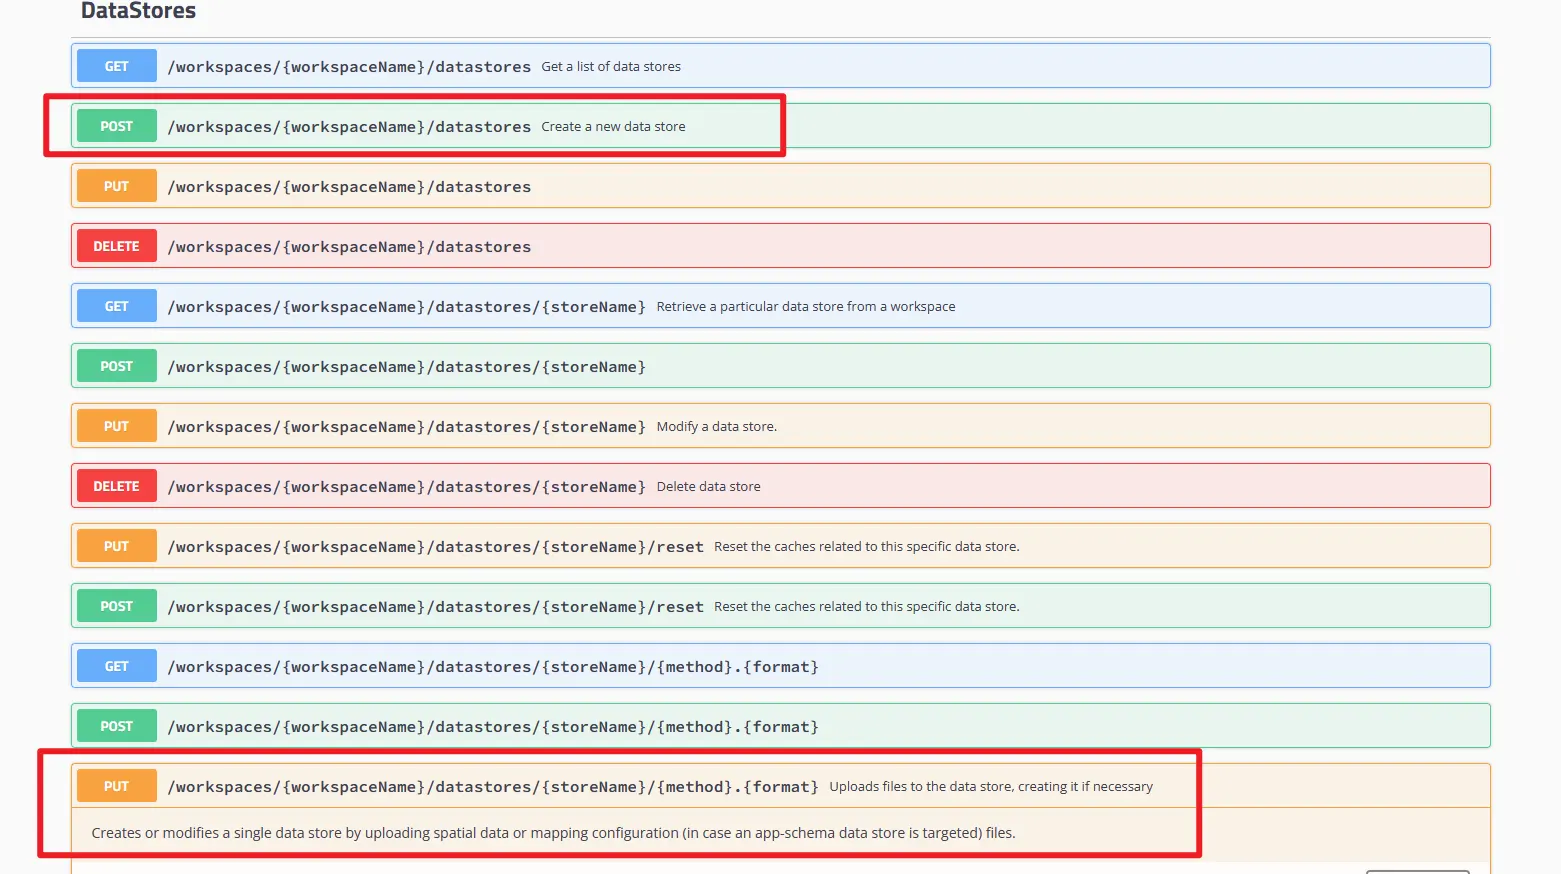 DataStores
GET /workspaces/{workspaceName}/datastores Get a list of data stores
POST /workspaces/{workspaceName}/datastores Create a new data store
PUT /workspaces/{workspaceName}/datastores
DELETE /workspaces/{workspaceName}/datastores
GET /workspaces/{workspaceName}/datastores/{storeName} Retrieve a particular data store from a workspace
POST /workspaces/{workspaceName}/datastores/{storeName}
PUT /workspaces/{workspaceName}/datastores/{storeName} Modify a data store.
DELETE /workspaces/{workspaceName}/datastores/{storeName} Delete data store
PUT /workspaces/{workspaceName}/datastores/{storeName}/reset Reset the caches related to this specific data store.
POST /workspaces/{workspaceName}/datastores/{storeName}/reset Reset the caches related to this specific data store.
GET /workspaces/{workspaceName}/datastores/{storeName}/{method}.{format}
POST /workspaces/{workspaceName}/datastores/{storeName}/{method}.{format}
PUT /workspaces/{workspaceName}/datastores/{storeName}/{method}.{format} Uploads files to the data store, creating it if necessary
Creates or modifies a single data store by uploading spatial data or mapping configuration (in case an app-schema data store is targeted) files.